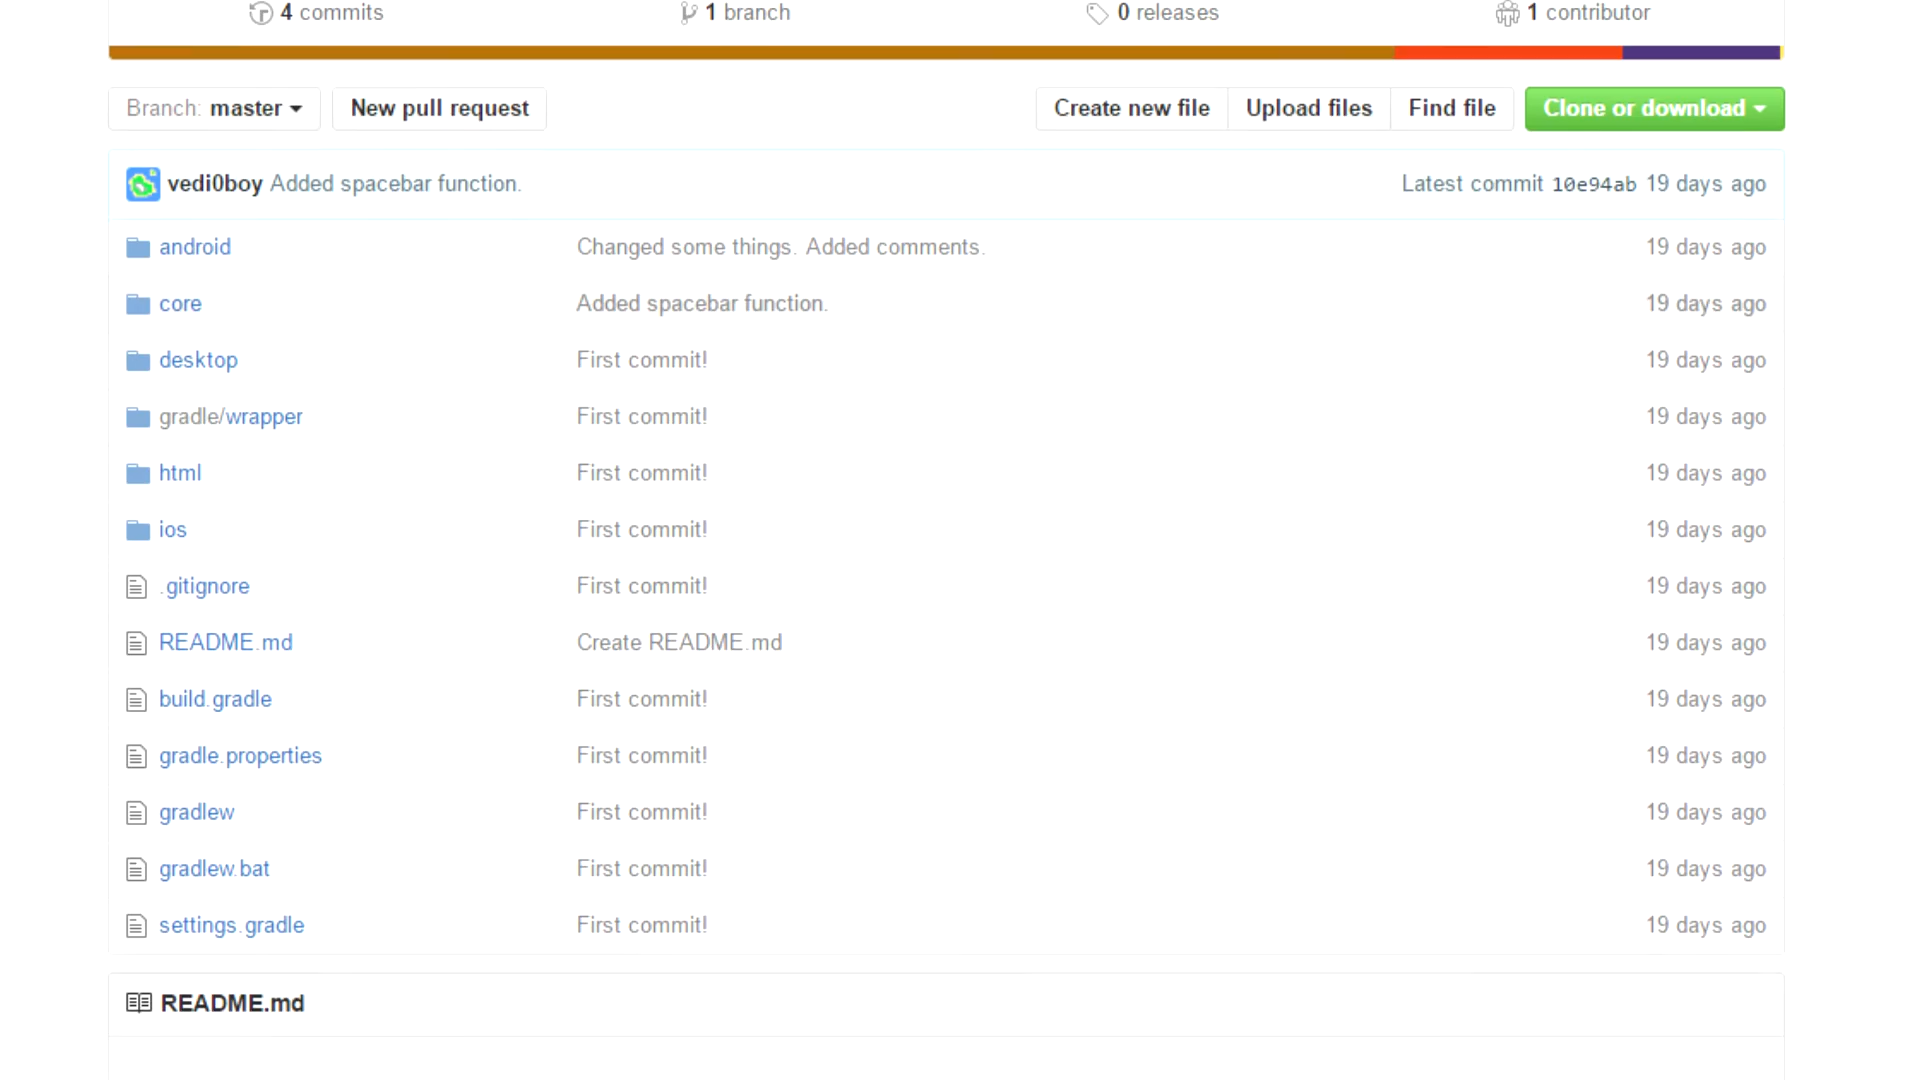 4 commits 1 branch 0 releases 1 contributor
Branch: master New pull request Create new file Upload files Find file Clone or download
vedi0boy Added spacebar function. Latest commit 10e94ab 19 days ago
android Changed some things. Added comments. 19 days ago
core Added spacebar function. 19 days ago
desktop First commit! 19 days ago
gradle/wrapper First commit! 19 days ago
html First commit! 19 days ago
ios First commit! 19 days ago
.gitignore First commit! 19 days ago
README.md Create README.md 19 days ago
build.gradle First commit! 19 days ago
gradle.properties First commit! 19 days ago
gradlew First commit! 19 days ago
gradlew.bat First commit! 19 days ago
settings.gradle First commit! 19 days ago
README.md